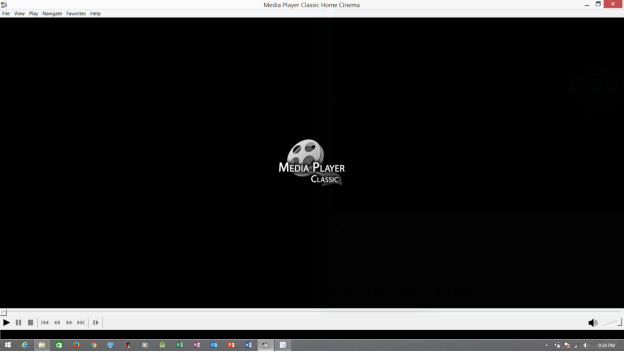 Media Player Classic Home Cinema
File View Play Navigate Favorites Help
MEDIA PLAYER
CLASSIC
9:24 PM